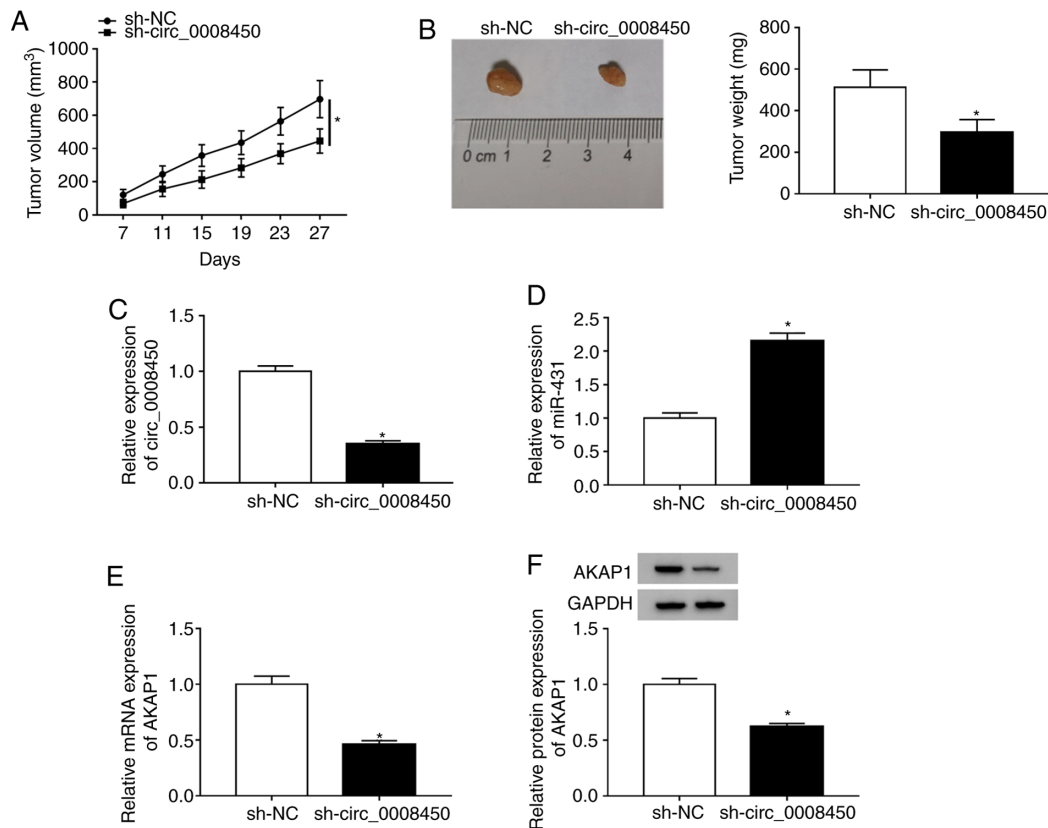 A
sh-NC
sh-circ_0008450
Tumor volume (mm³)
1000
800
600
400
200
0
7 11 15 19 23 27
Days
*
B
sh-NC sh-circ_0008450
0 cm 1 2 3 4
Tumor weight (mg)
800
600
400
200
0
*
sh-NC sh-circ_0008450
C
Relative expression
of circ_0008450
1.5
1.0
0.5
0.0
*
sh-NC sh-circ_0008450
D
Relative expression
of miR-431
2.5
2.0
1.5
1.0
0.5
0.0
*
sh-NC sh-circ_0008450
E
Relative mRNA expression
of AKAP1
1.5
1.0
0.5
0.0
*
sh-NC sh-circ_0008450
F
AKAP1
GAPDH
Relative protein expression
of AKAP1
1.5
1.0
0.5
0.0
*
sh-NC sh-circ_0008450